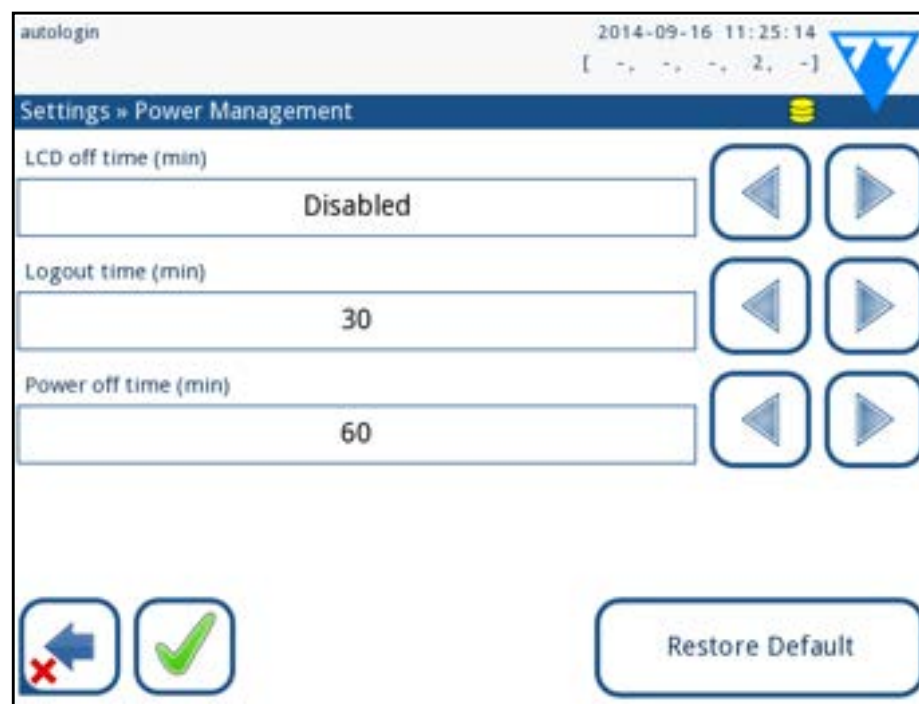 autologin
2014-09-16 11:25:14
[ -, -, -, 2, -]
Settings » Power Management
LCD off time (min)
Disabled
Logout time (min)
30
Power off time (min)
60
Restore Default